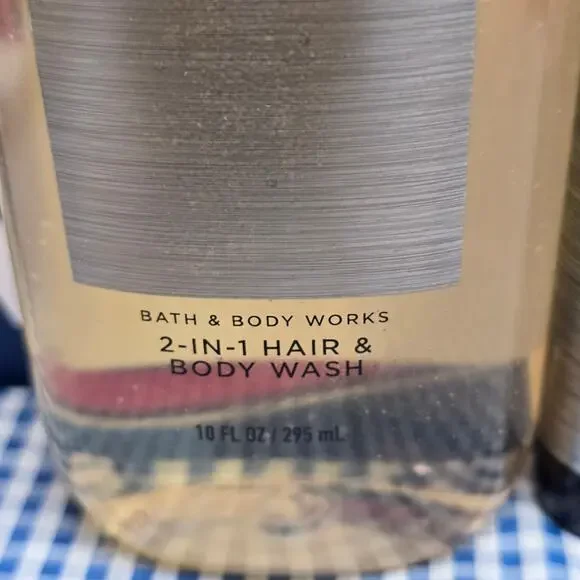 BATH & BODY WORKS
2-IN-1 HAIR &
BODY WASH
10 FL OZ / 295 mL